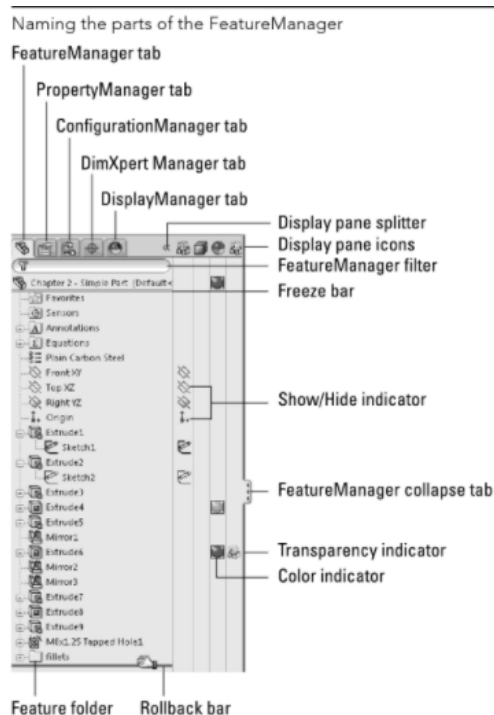 Naming the parts of the FeatureManager
FeatureManager tab
PropertyManager tab
ConfigurationManager tab
DimXpert Manager tab
DisplayManager tab
Display pane splitter
Display pane icons
FeatureManager filter
Chapter 2 - Simple Part (Default<
Freeze bar
Favorites
Sensors
Annotations
Equations
Plain Carbon Steel
Front XY
Top XZ
Show/Hide indicator
Right YZ
Origin
Extrude1
Sketch1
Extrude2
Sketch2
Extrude3
FeatureManager collapse tab
Extrude4
Extrude5
Mirror1
Extrude6
Transparency indicator
Mirror2
Color indicator
Mirror3
Extrude7
Extrude8
Extrude9
M8x1.25 Tapped Hole1
fillets
Feature folder
Rollback bar